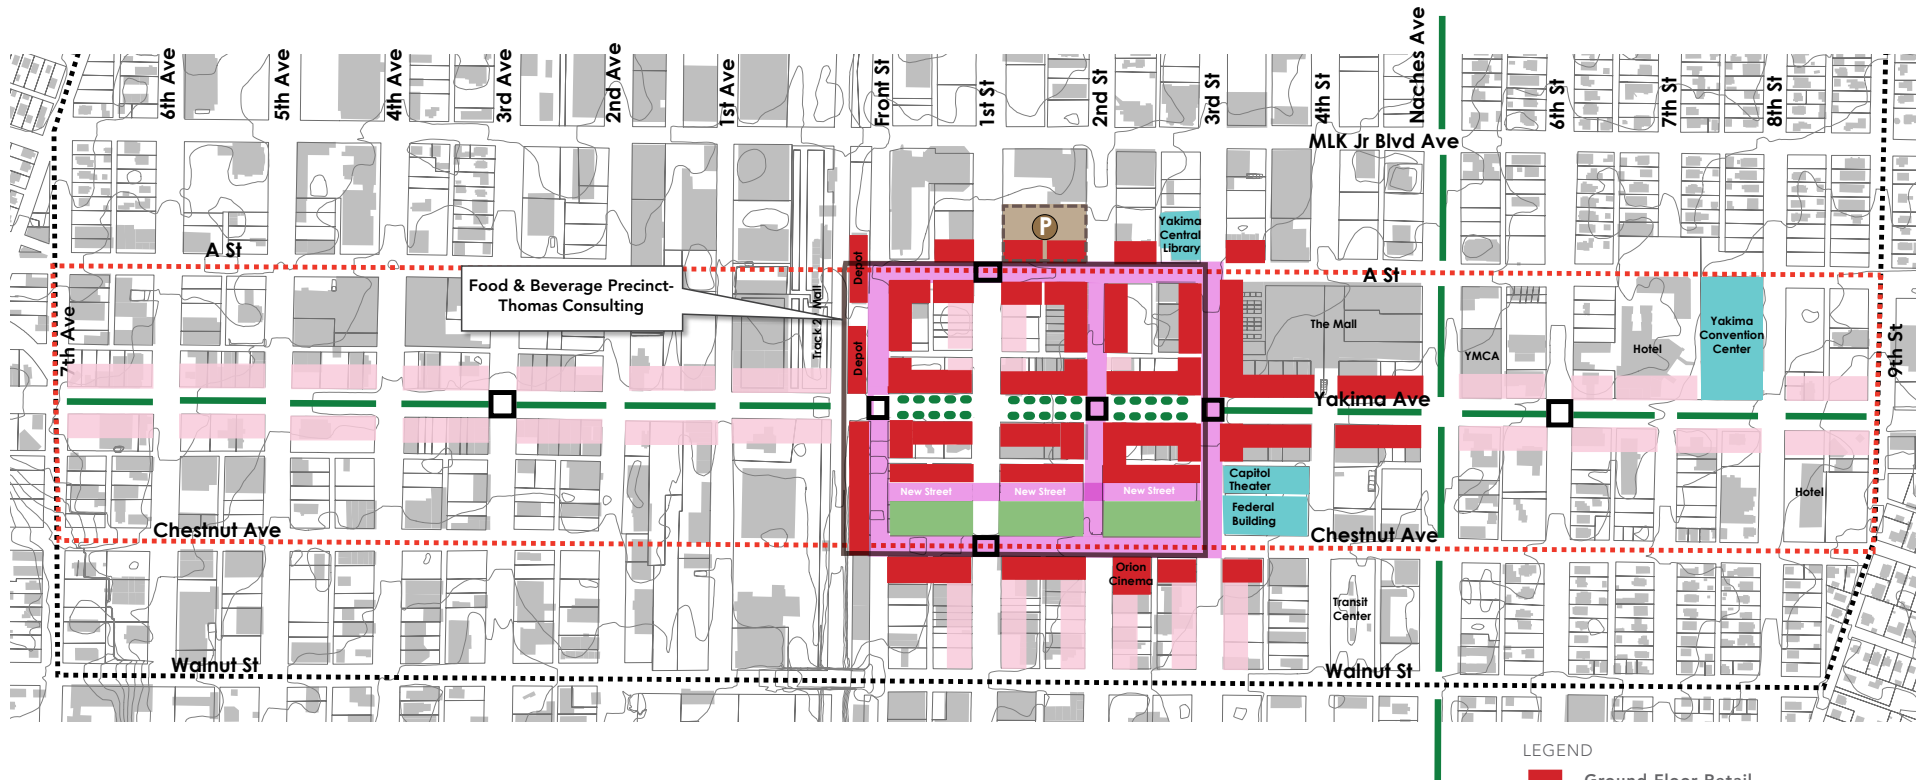 6th Ave
5th Ave
4th Ave
3rd Ave
2nd Ave
1st Ave
Front St
1st St
2nd St
3rd St
4th St
Naches Ave
6th St
7th St
8th St
MLK Jr Blvd Ave
P
Yakima
Central
Library
A St
A St
Depot
Food & Beverage Precinct-
Thomas Consulting
Track 29 Mall
7th Ave
Depot
The Mall
YMCA
Hotel
Yakima
Convention
Center
9th St
Yakima Ave
Capitol
Theater
New Street
New Street
New Street
Federal
Building
Hotel
Chestnut Ave
Chestnut Ave
Orion
Cinema
Transit
Center
Walnut St
Walnut St
LEGEND
Ground Floor Retail